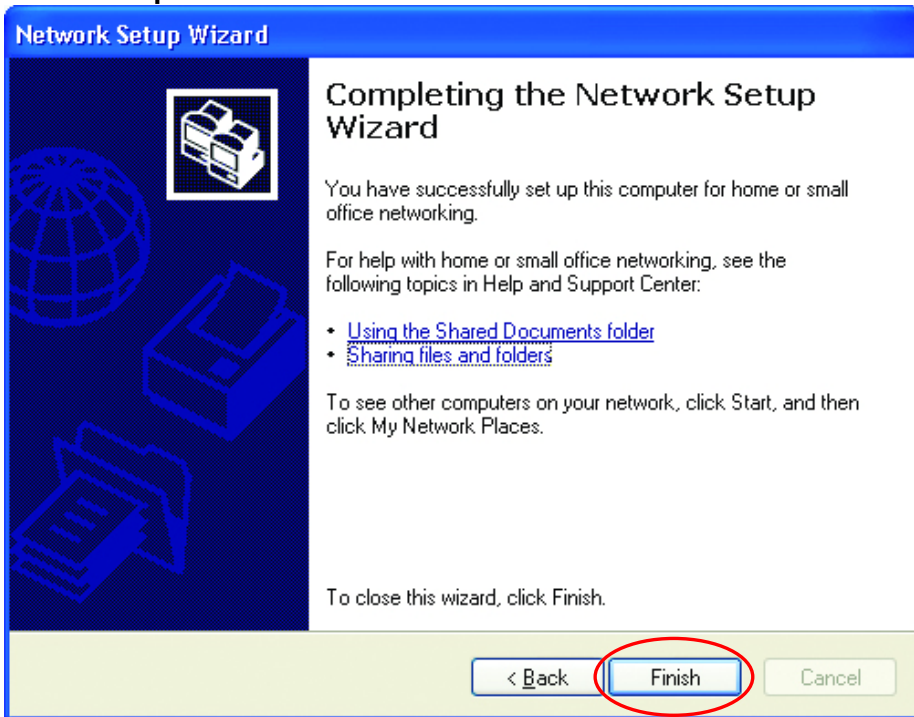 Network Setup Wizard
Completing the Network Setup
Wizard
You have successfully set up this computer for home or small
office networking.
For help with home or small office networking, see the
following topics in Help and Support Center:
• Using the Shared Documents folder
• Sharing files and folders
To see other computers on your network, click Start, and then
click My Network Places.
To close this wizard, click Finish.
< Back Finish Cancel